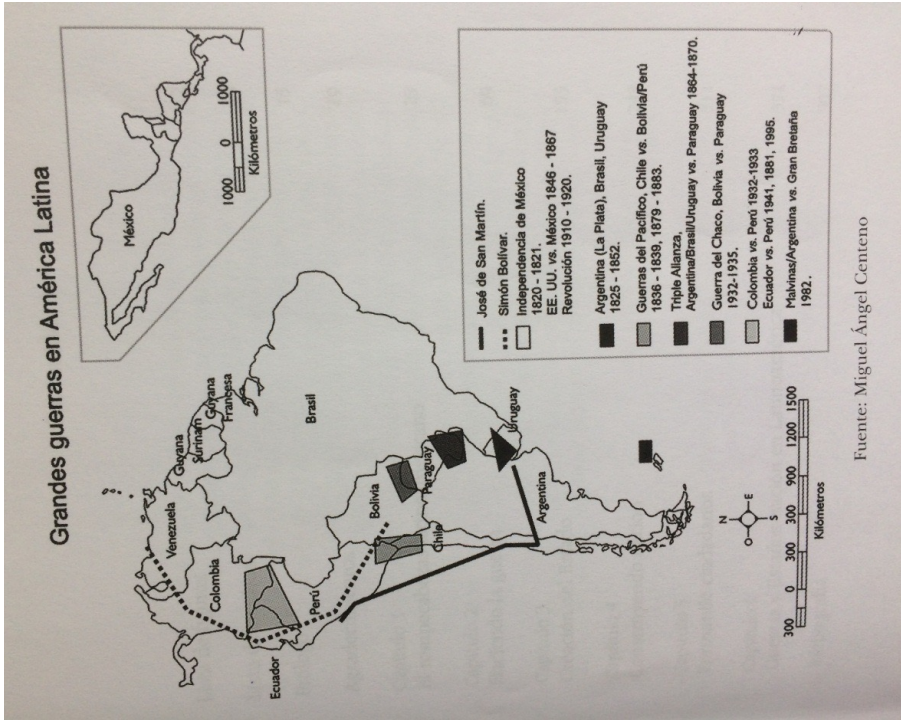 Grandes guerras en América Latina
México
1000
0
1000
Kilómetros
Venezuela
Guyana
Surinam
Guyana
Francesa
Colombia
Ecuador
Perú
Brasil
Bolivia
Paraguay
Chile
Uruguay
Argentina
N
O
E
S
300
0
300
300
900
1200
1500
Kilómetros
José de San Martín.
Simón Bolívar.
Independencia de México
1820 - 1821.
EE. UU. vs. México 1846 - 1867
Revolución 1910 - 1920.
Argentina (La Plata), Brasil, Uruguay
1825 - 1852.
Guerras del Pacífico, Chile vs. Bolivia/Perú
1836 - 1839, 1879 - 1883.
Triple Alianza,
Argentina/Brasil/Uruguay vs. Paraguay 1864-1870.
Guerra del Chaco, Bolivia vs. Paraguay
1932-1935.
Colombia vs. Perú 1932-1933
Ecuador vs. Perú 1941, 1881, 1995.
Malvinas/Argentina vs. Gran Bretaña
1982.
Fuente: Miguel Ángel Centeno